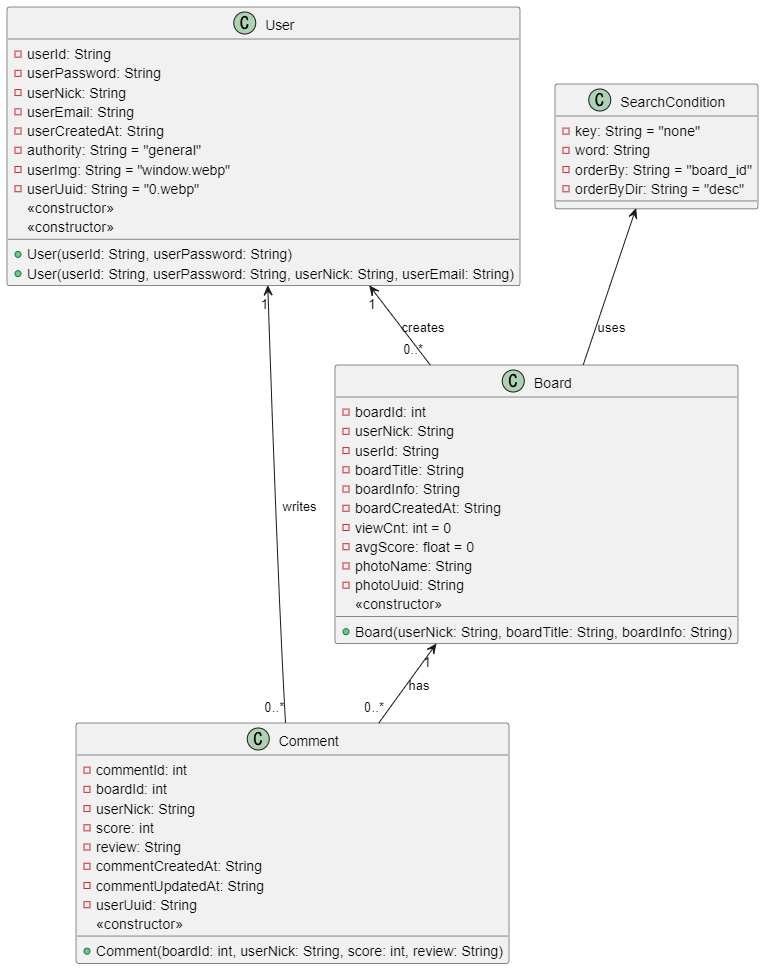 C User
userId: String
userPassword: String
userNick: String
userEmail: String
userCreatedAt: String
authority: String = "general"
userImg: String = "window.webp"
userUuid: String = "0.webp"
«constructor»
«constructor»
User(userId: String, userPassword: String)
User(userId: String, userPassword: String, userNick: String, userEmail: String)
C SearchCondition
key: String = "none"
word: String
orderBy: String = "board_id"
orderByDir: String = "desc"
1
1
creates
0..*
uses
C Board
boardId: int
userNick: String
userId: String
boardTitle: String
boardInfo: String
boardCreatedAt: String
viewCnt: int = 0
avgScore: float = 0
photoName: String
photoUuid: String
«constructor»
Board(userNick: String, boardTitle: String, boardInfo: String)
writes
1
has
0..*
0..*
C Comment
commentId: int
boardId: int
userNick: String
score: int
review: String
commentCreatedAt: String
commentUpdatedAt: String
userUuid: String
«constructor»
Comment(boardId: int, userNick: String, score: int, review: String)